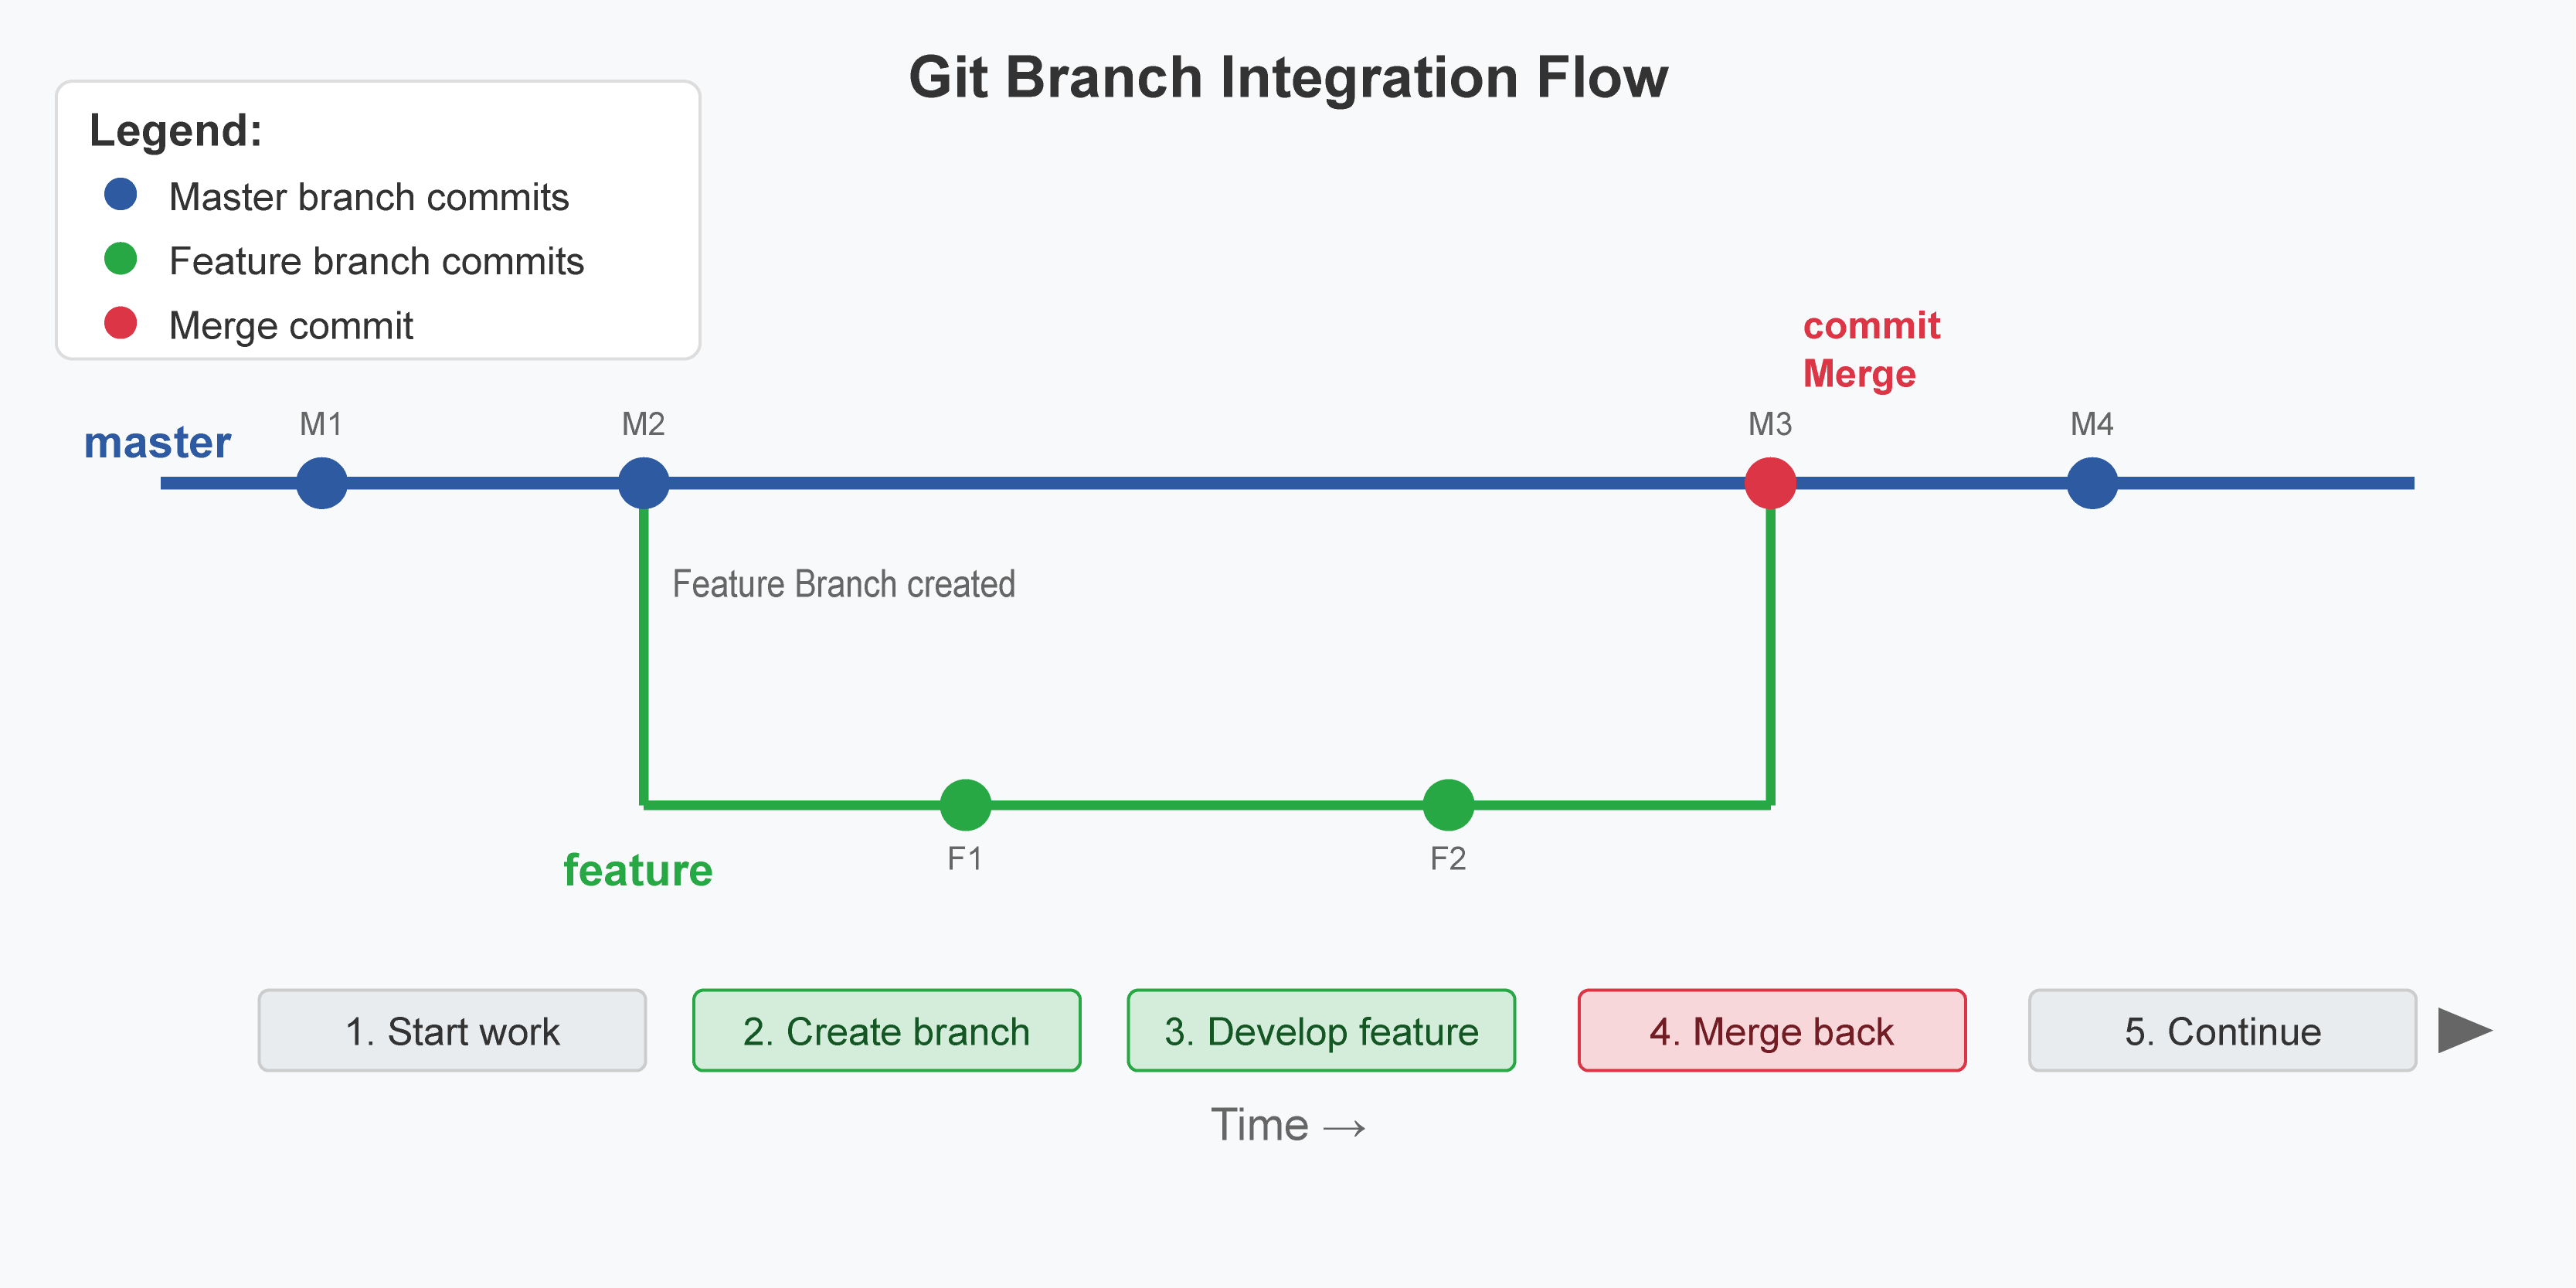 Git Branch Integration Flow
Legend:
Master branch commits
Feature branch commits
Merge commit
commit
Merge
master
M1
M2
M3
M4
Feature Branch created
F1
F2
feature
1. Start work
2. Create branch
3. Develop feature
4. Merge back
5. Continue
Time →